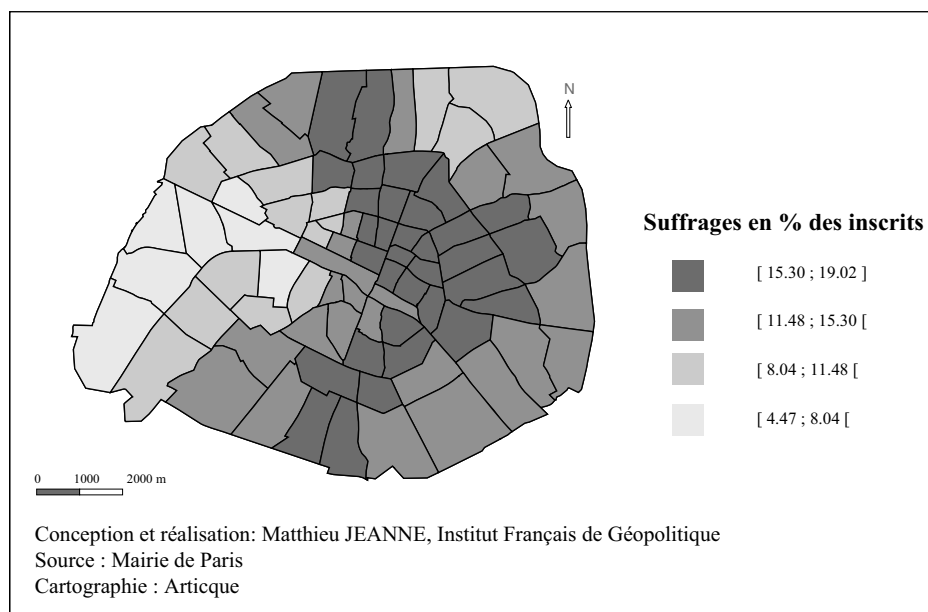 N
Suffrages en % des inscrits
[ 15.30 ; 19.02 ]
[ 11.48 ; 15.30 [
[ 8.04 ; 11.48 [
[ 4.47 ; 8.04 [
0 1000 2000 m
Conception et réalisation: Matthieu JEANNE, Institut Français de Géopolitique
Source : Mairie de Paris
Cartographie : Articque